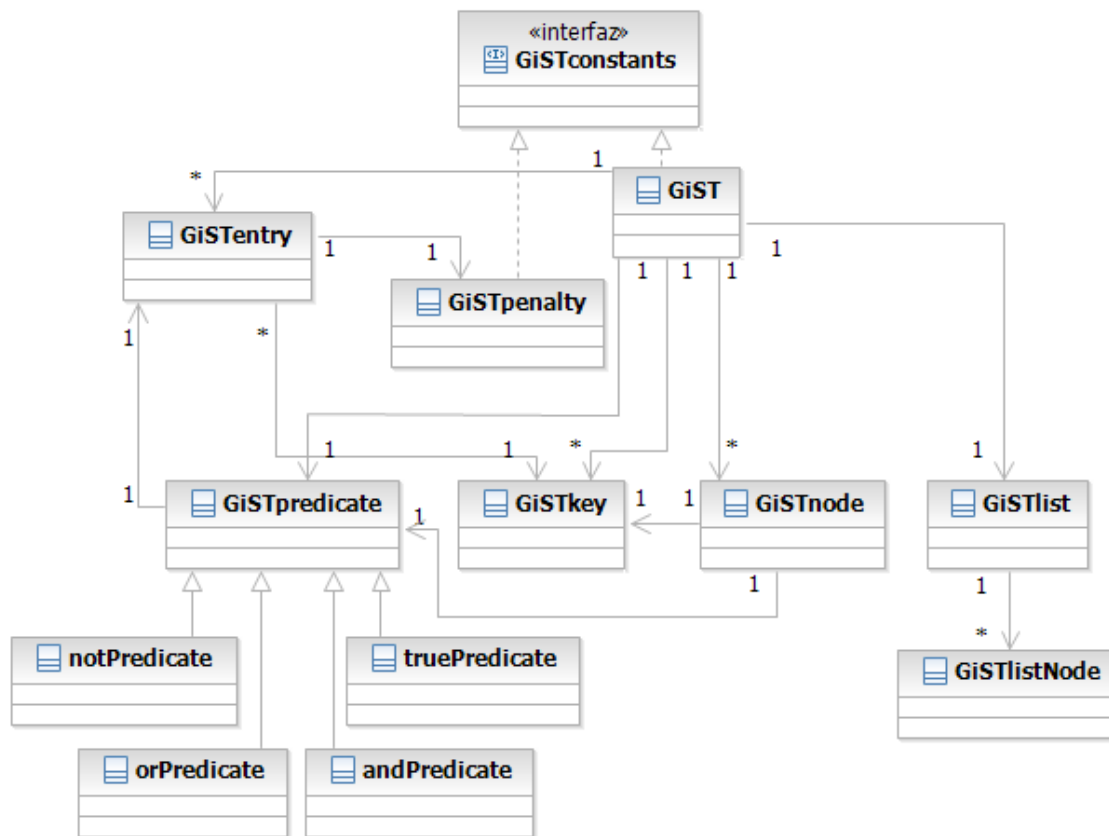 «interfaz»
GiSTconstants
1
*
GiST
GiSTentry
1
1
1
1
1
1
GiSTpenalty
1
*
1
1
*
*
1
1
GiSTpredicate
GiSTkey
GiSTnode
GiSTlist
1
1
1
1
1
*
notPredicate
truePredicate
GiSTlistNode
orPredicate
andPredicate